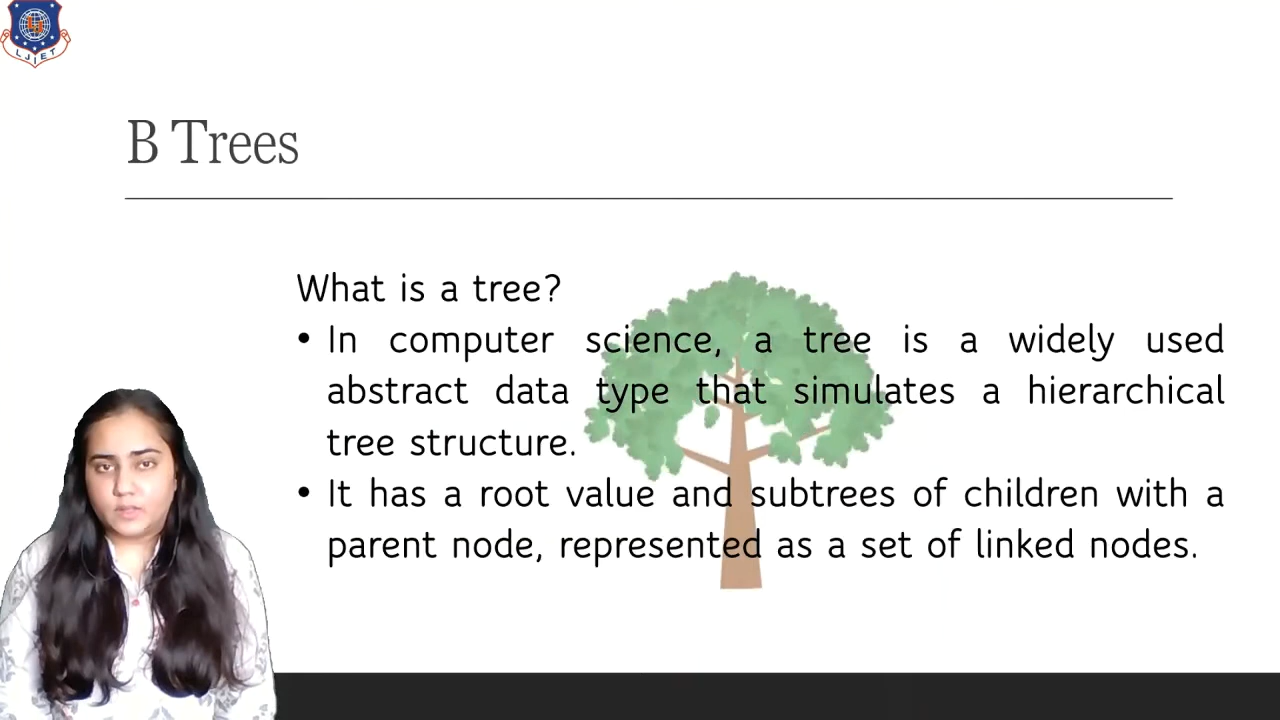 LJIET
B Trees
What is a tree?
• In computer science, a tree is a widely used
abstract data type that simulates a hierarchical
tree structure.
• It has a root value and subtrees of children with a
parent node, represented as a set of linked nodes.